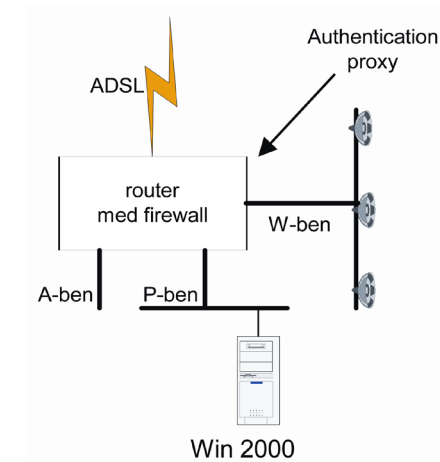 Authentication
proxy
ADSL
router
med firewall
W-ben
A-ben
P-ben
Win 2000